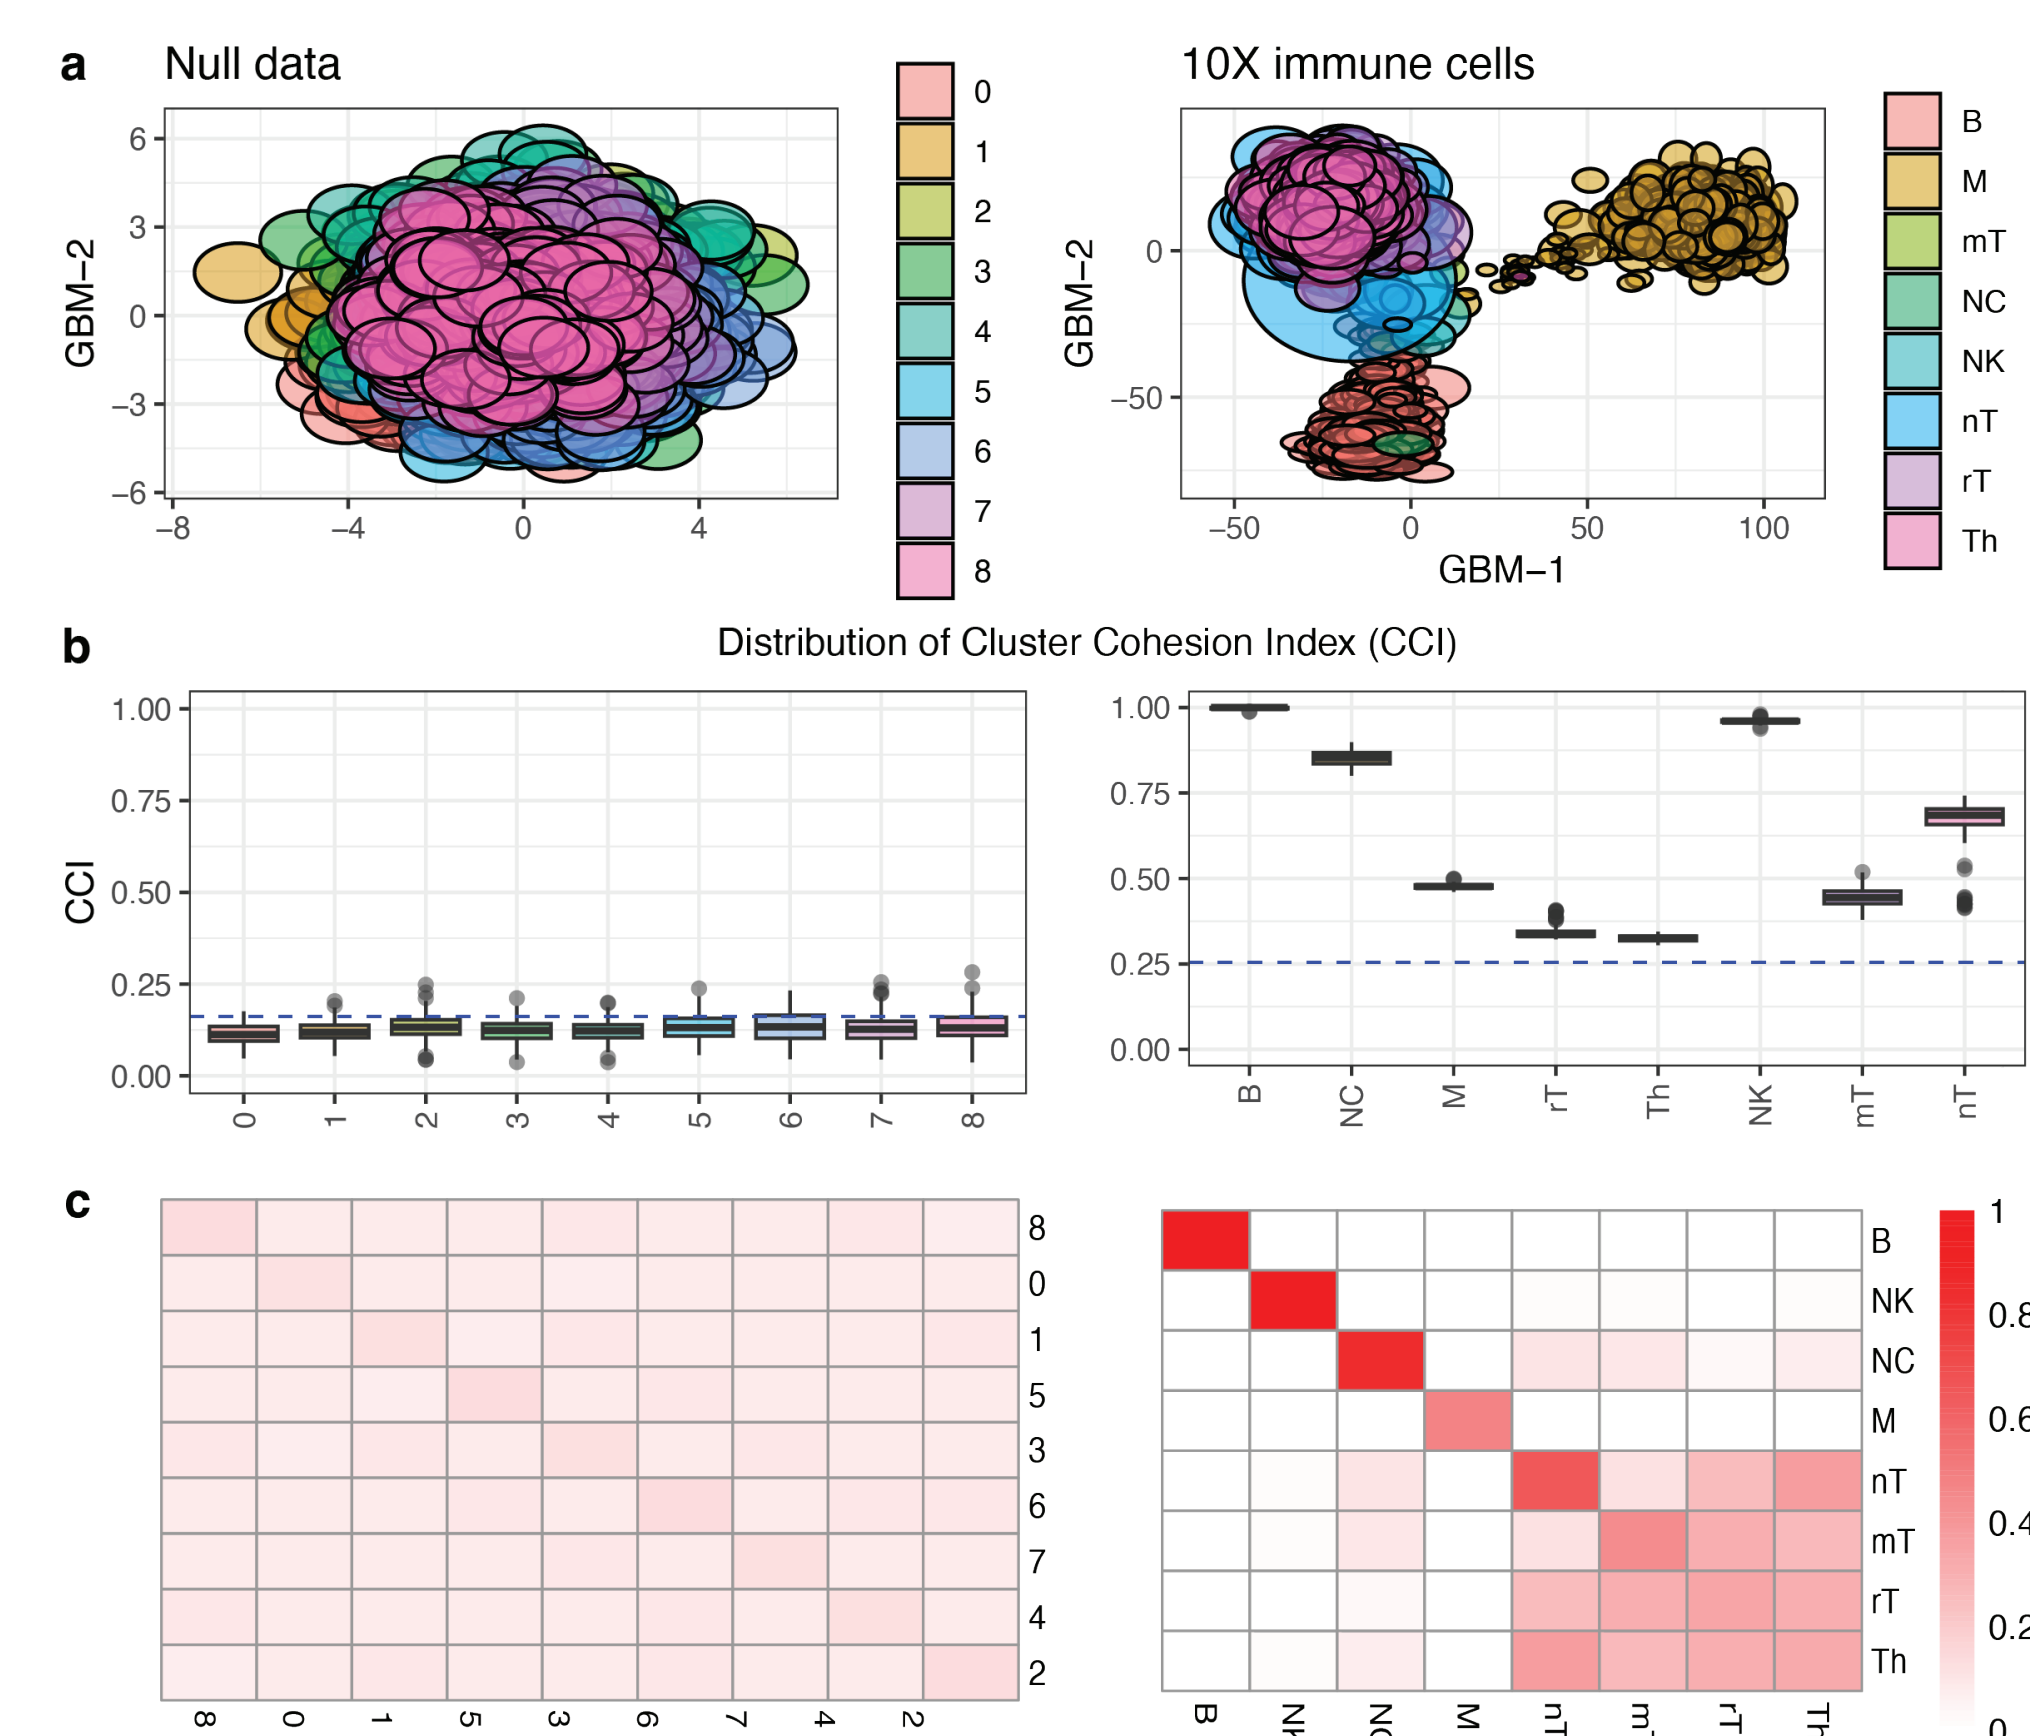 a
Null data
10X immune cells
GBM−2
6
3
0
−3
−6
−8
−4
0
4
0
1
2
3
4
5
6
7
8
GBM−2
0
−50
−50
0
50
100
GBM−1
B
M
mT
NC
NK
nT
rT
Th
b
Distribution of Cluster Cohesion Index (CCI)
CCI
1.00
0.75
0.50
0.25
0.00
0
1
2
3
4
5
6
7
8
1.00
0.75
0.50
0.25
0.00
B
NC
M
rT
Th
NK
mT
nT
c
8
0
1
5
3
6
7
4
2
8
0
1
5
3
6
7
4
2
B
NK
NC
M
nT
mT
rT
Th
B
M
1
0.4